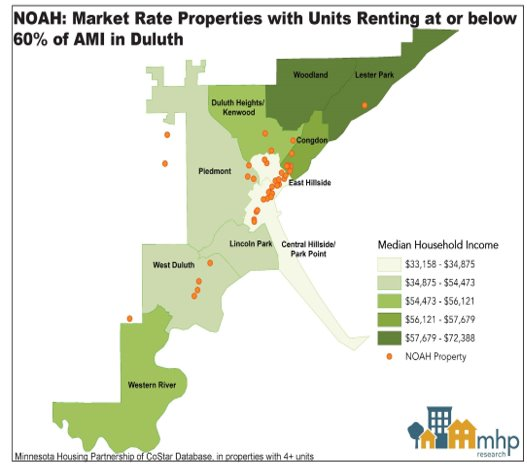 NOAH: Market Rate Properties with Units Renting at or below
60% of AMI in Duluth
Woodland
Lester Park
Duluth Heights/
Kenwood
Congdon
Piedmont
East Hillside
Lincoln Park
Central Hillside/
Park Point
West Duluth
Western River
Median Household Income
$33,158 - $34,875
$34,875 - $54,473
$54,473 - $56,121
$56,121 - $57,679
$57,679 - $72,388
NOAH Property
mhp
research
Minnesota Housing Partnership of CoStar Database, in properties with 4+ units